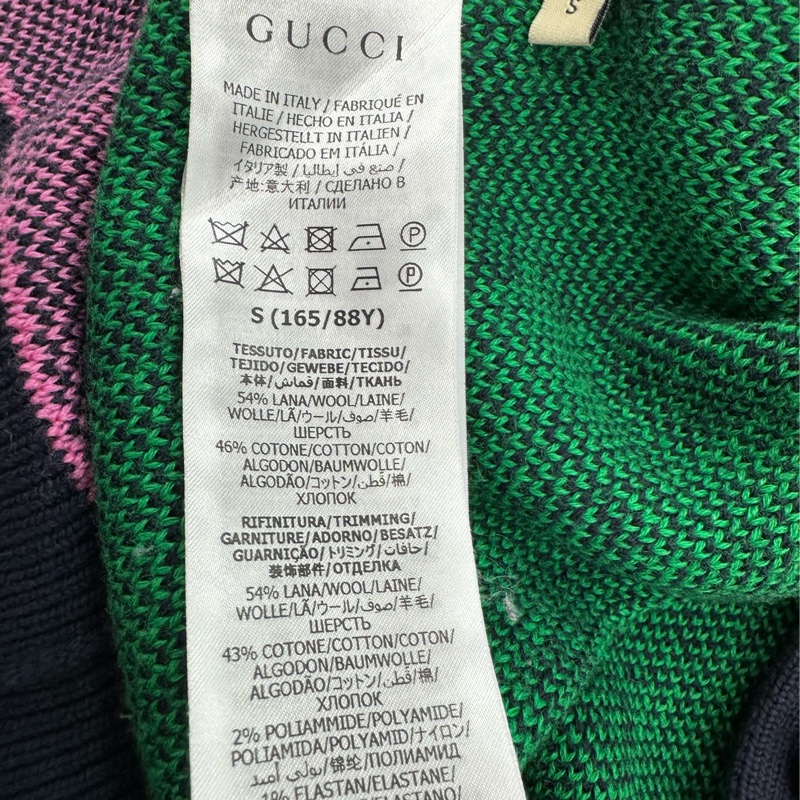 S
GUCCI
MADE IN ITALY / FABRIQUÉ EN
ITALIE / HECHO EN ITALIA /
HERGESTELLT IN ITALIEN /
FABRICADO EM ITÁLIA /
イタリア製 / صنع في إيطاليا /
产地:意大利 / СДЕЛАНО В
ИТАЛИИ
P
P
S (165/88Y)
TESSUTO/FABRIC/TISSU/
TEJIDO/GEWEBE/TECIDO/
本体/قماش/面料/ТКАНЬ
54% LANA/WOOL/LAINE/
WOLLE/LÃ/ウール/صوف/羊毛/
ШЕРСТЬ
46% COTONE/COTTON/COTON/
ALGODON/BAUMWOLLE/
ALGODÃO/コットン/قطن/棉/
ХЛОПОК
RIFINITURA/TRIMMING/
GARNITURE/ADORNO/BESATZ/
GUARNIÇÃO/トリミング/حافات/
装饰部件/ОТДЕЛКА
54% LANA/WOOL/LAINE/
WOLLE/LÃ/ウール/صوف/羊毛/
ШЕРСТЬ
43% COTONE/COTTON/COTON/
ALGODON/BAUMWOLLE/
ALGODÃO/コットン/قطن/棉/
ХЛОПОК
2% POLIAMMIDE/POLYAMIDE/
POLIAMIDA/POLYAMID/ナイロン/
بولي أميد/锦纶/ПОЛИАМИД
1% ELASTAN/ELASTANE/